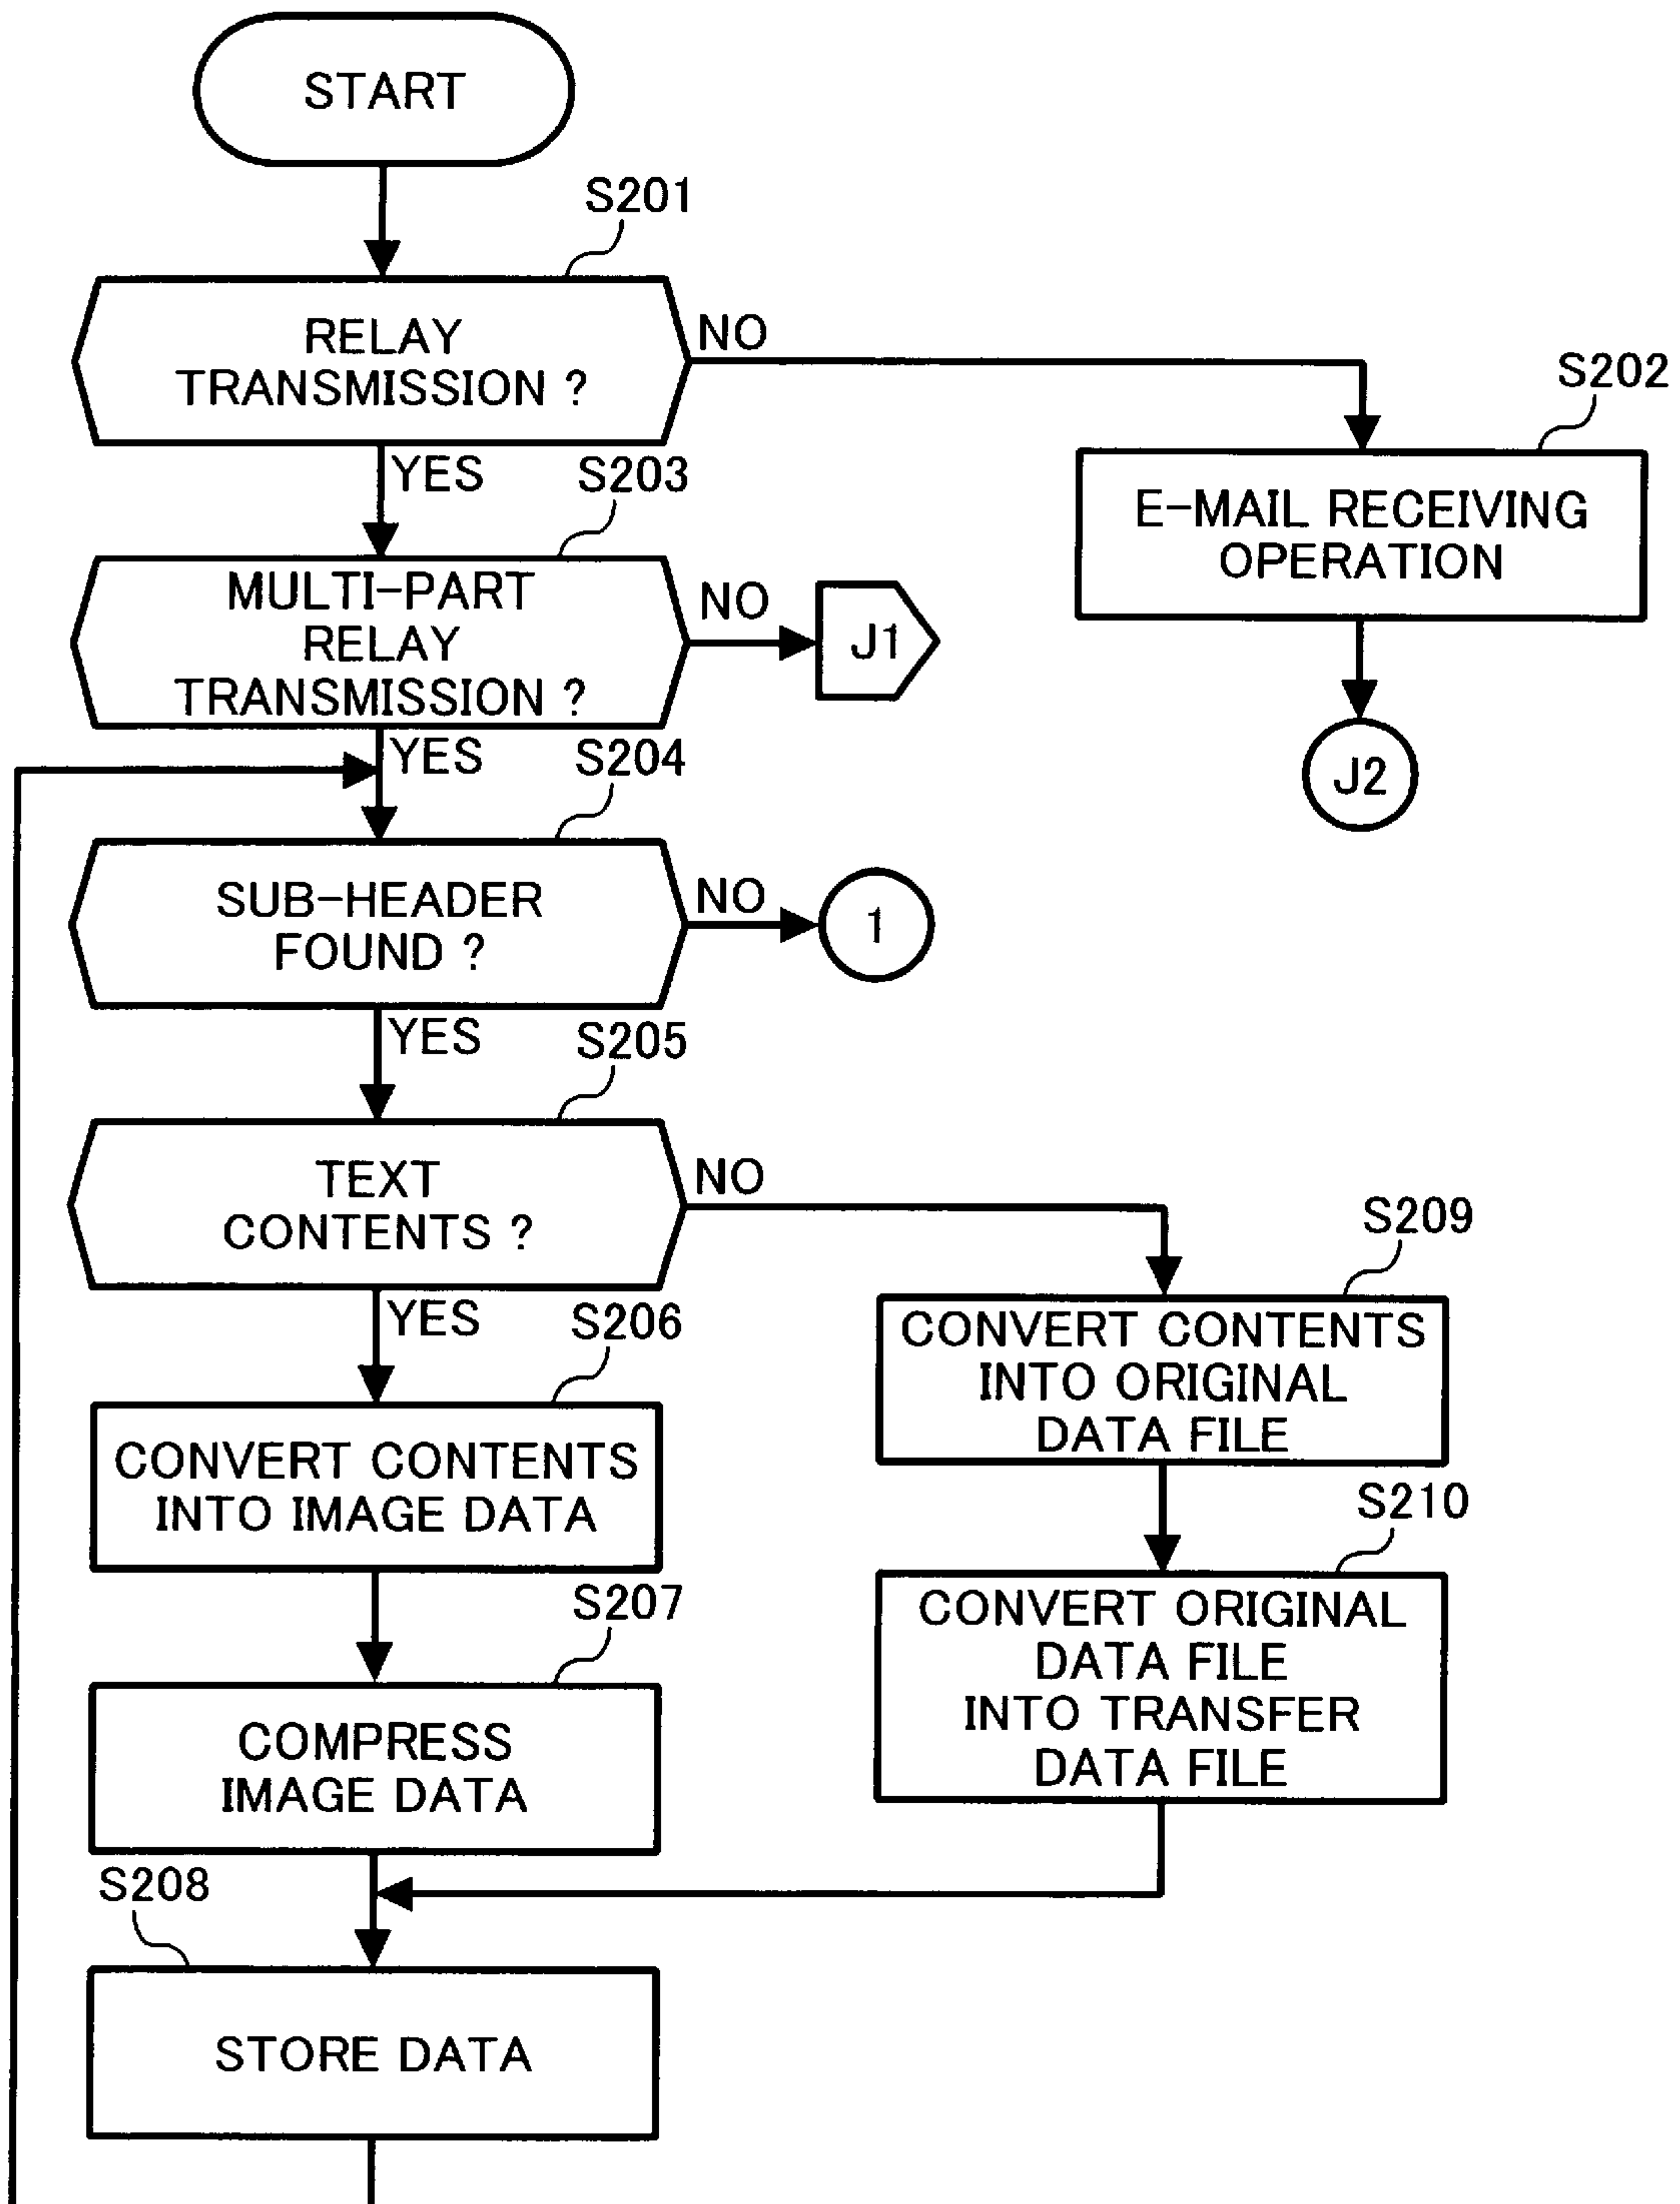 START
S201
RELAY
TRANSMISSION ?
NO
S202
YES
S203
E-MAIL RECEIVING
OPERATION
MULTI-PART
RELAY
TRANSMISSION ?
NO
J1
YES
S204
J2
SUB-HEADER
FOUND ?
NO
1
YES
S205
TEXT
CONTENTS ?
NO
S209
YES
S206
CONVERT CONTENTS
INTO ORIGINAL
DATA FILE
CONVERT CONTENTS
INTO IMAGE DATA
S210
S207
CONVERT ORIGINAL
DATA FILE
INTO TRANSFER
DATA FILE
COMPRESS
IMAGE DATA
S208
STORE DATA